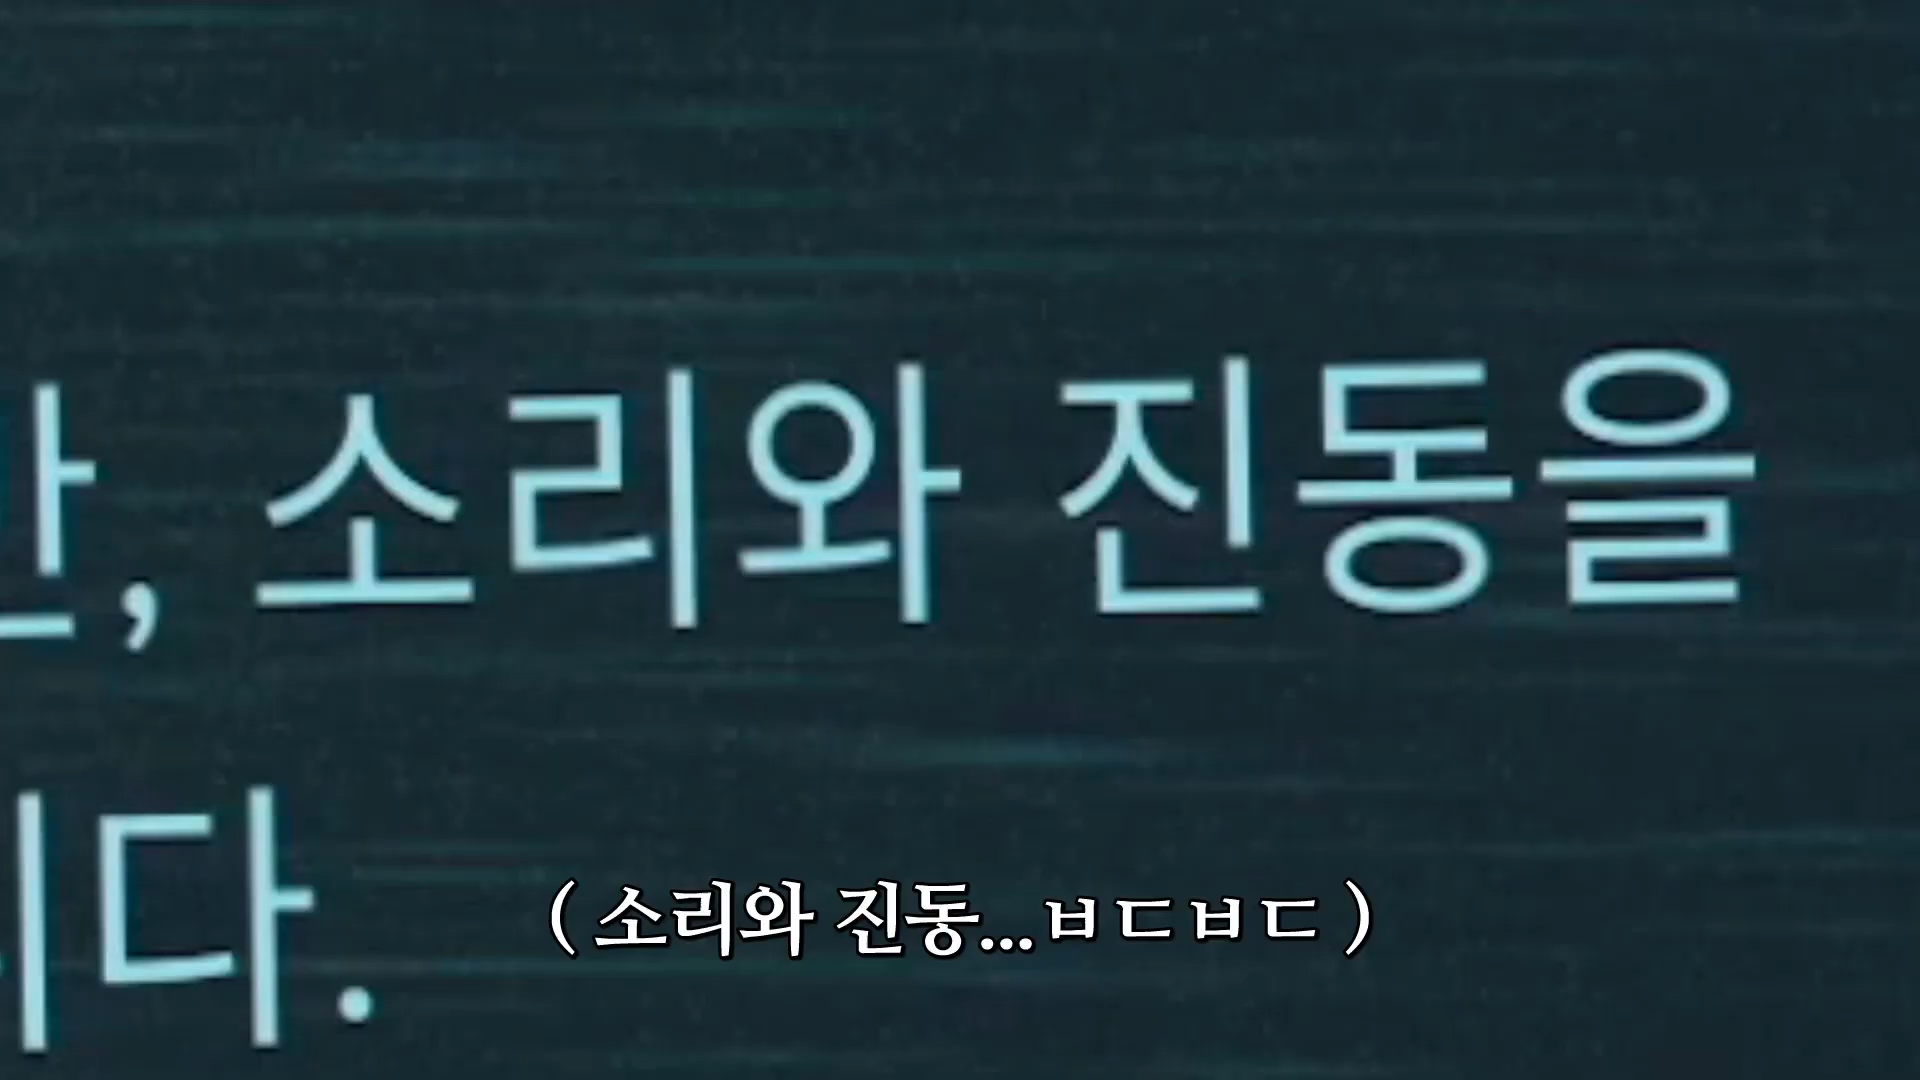 , 소리와 진동을
다.
( 소리와 진동...ㅂㄷㅂㄷ )